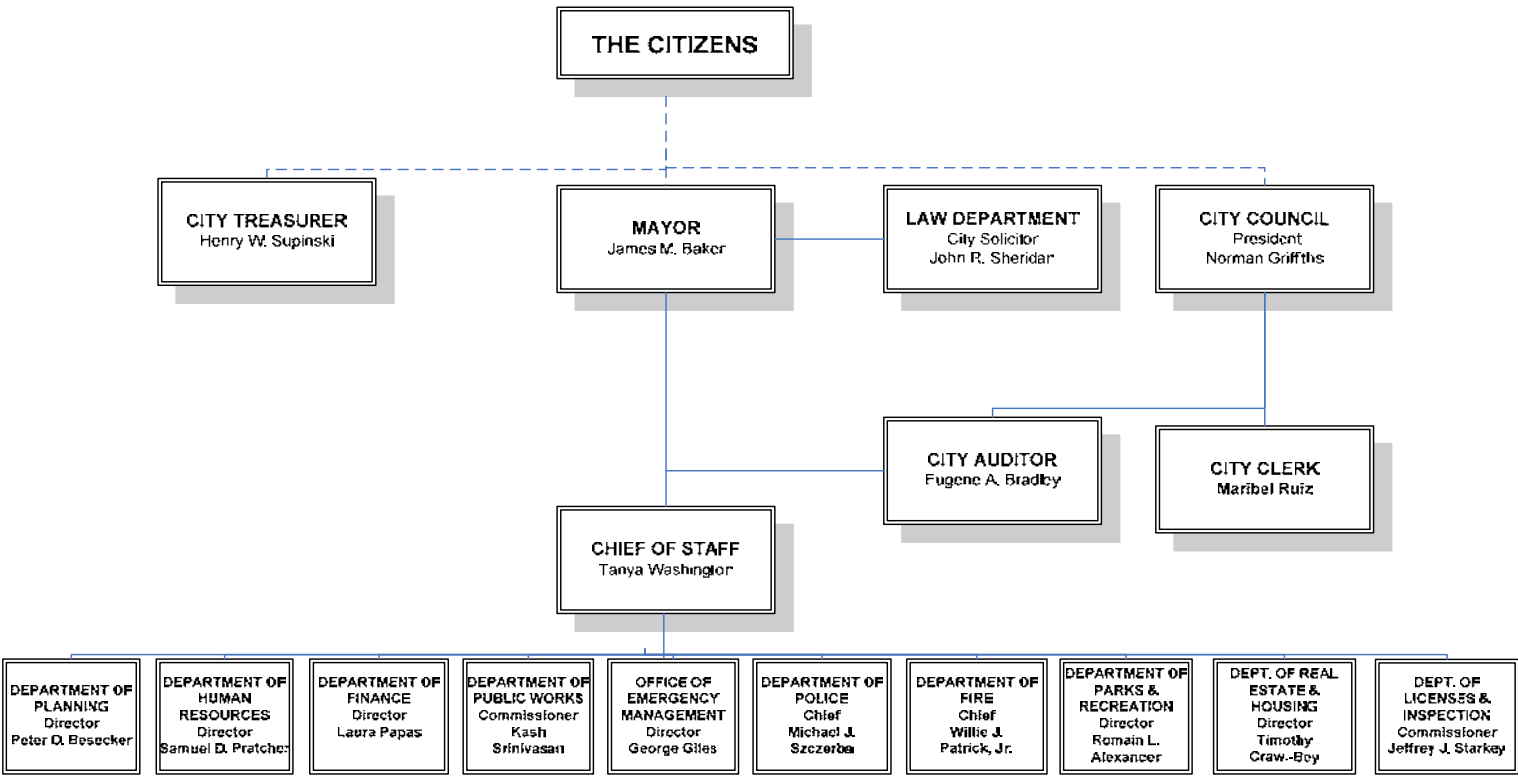 THE CITIZENS
CITY TREASURER
Henry W. Supinski
MAYOR
James M. Baker
LAW DEPARTMENT
City Solicitor
John R. Sheridan
CITY COUNCIL
President
Norman Griffths
CITY AUDITOR
Eugene A. Bradley
CITY CLERK
Maribel Ruiz
CHIEF OF STAFF
Tanya Washington
DEPARTMENT OF
PLANNING
Director
Peter D. Besecker
DEPARTMENT OF
HUMAN
RESOURCES
Director
Samuel D. Pratcher
DEPARTMENT OF
FINANCE
Director
Laura Papas
DEPARTMENT OF
PUBLIC WORKS
Commissioner
Kash
Srinivasan
OFFICE OF
EMERGENCY
MANAGEMENT
Director
George Giles
DEPARTMENT OF
POLICE
Chief
Michael J.
Szczerba
DEPARTMENT OF
FIRE
Chief
Willie J.
Patrick, Jr.
DEPARTMENT OF
PARKS &
RECREATION
Director
Romain L.
Alexander
DEPT. OF REAL
ESTATE &
HOUSING
Director
Timothy
Craw.-Bey
DEPT. OF
LICENSES &
INSPECTION
Commissioner
Jeffrey J. Starkey